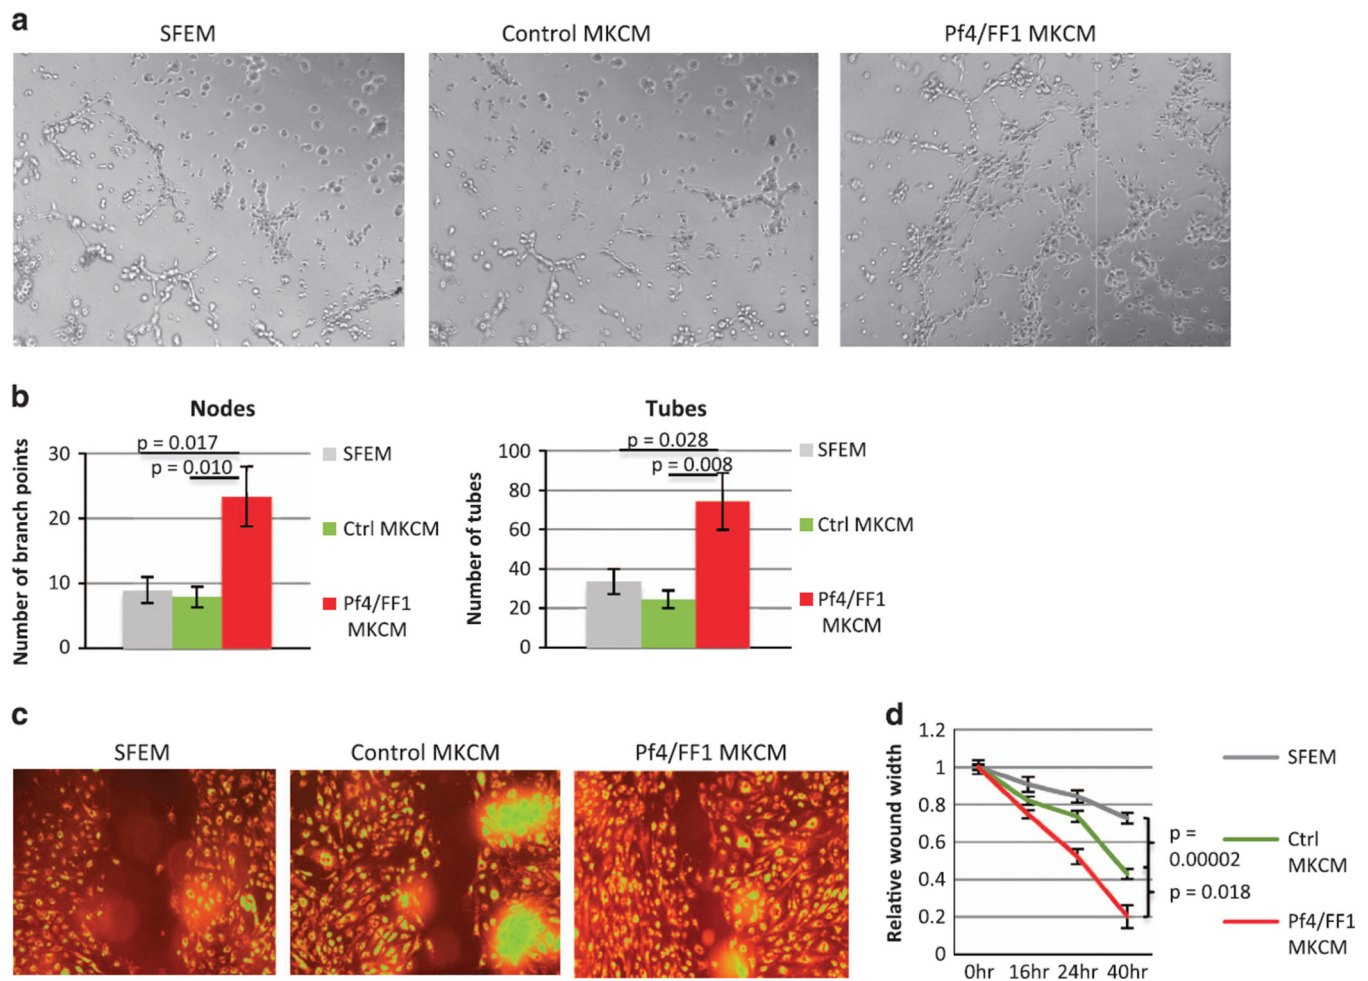 a
SFEM
Control MKCM
Pf4/FF1 MKCM
b
Nodes
Number of branch points
30
20
10
0
p = 0.017
p = 0.010
SFEM
Ctrl MKCM
Pf4/FF1
MKCM
Tubes
Number of tubes
100
80
60
40
20
0
p = 0.028
p = 0.008
SFEM
Ctrl MKCM
Pf4/FF1
MKCM
c
SFEM
Control MKCM
Pf4/FF1 MKCM
d
Relative wound width
1.2
1
0.8
0.6
0.4
0.2
0
0hr 16hr 24hr 40hr
p =
0.00002
p = 0.018
SFEM
Ctrl
MKCM
Pf4/FF1
MKCM